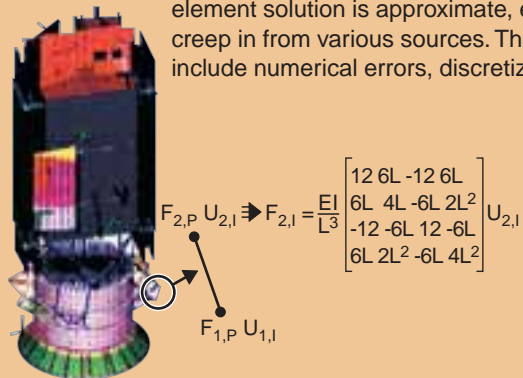 element solution is approximate, e
creep in from various sources. Th
include numerical errors, discretiz
F2,P U2,I ⇛ F2,I = EI/L³ [12 6L -12 6L
6L 4L -6L 2L²
-12 -6L 12 -6L
6L 2L² -6L 4L²] U2,I
F1,P U1,I